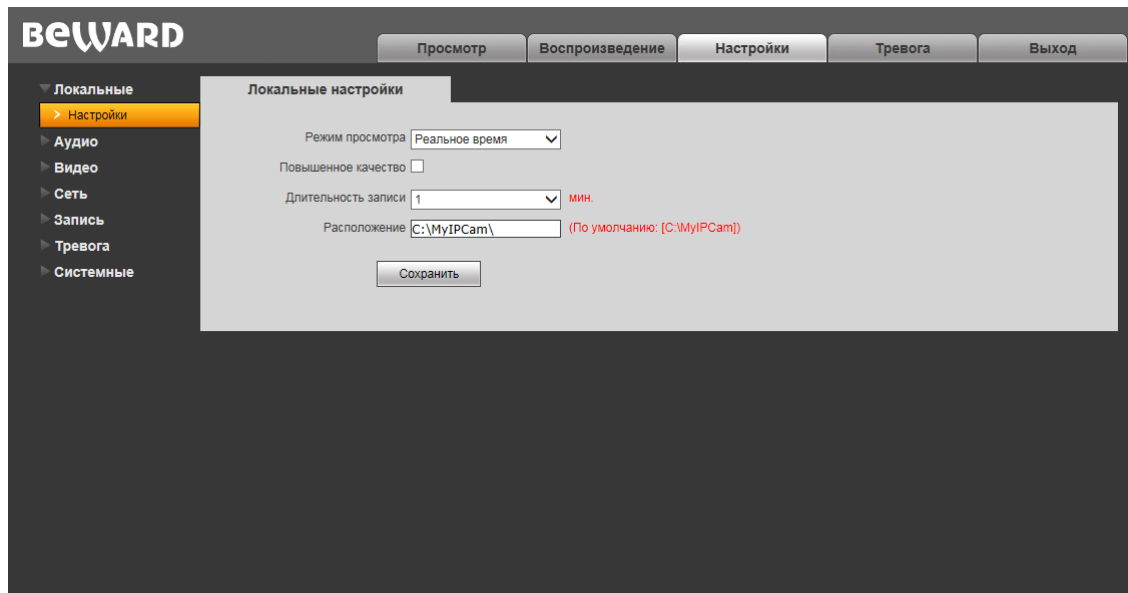 BEWARD
Просмотр Воспроизведение Настройки Тревога Выход
Локальные
> Настройки
Аудио
Видео
Сеть
Запись
Тревога
Системные
Локальные настройки
Режим просмотра Реальное время
Повышенное качество
Длительность записи 1 мин.
Расположение C:\MyIPCam\ (По умолчанию: [C:\MyIPCam])
Сохранить